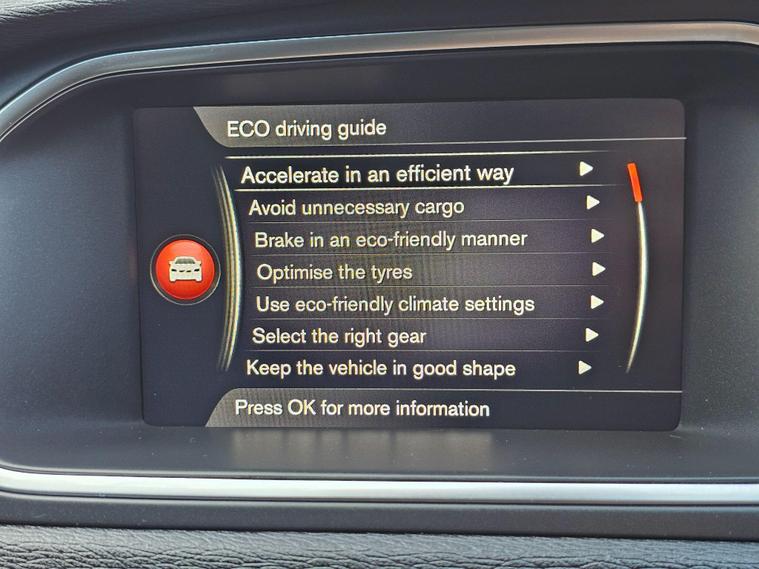 ECO driving guide
Accelerate in an efficient way
Avoid unnecessary cargo
Brake in an eco-friendly manner
Optimise the tyres
Use eco-friendly climate settings
Select the right gear
Keep the vehicle in good shape
Press OK for more information